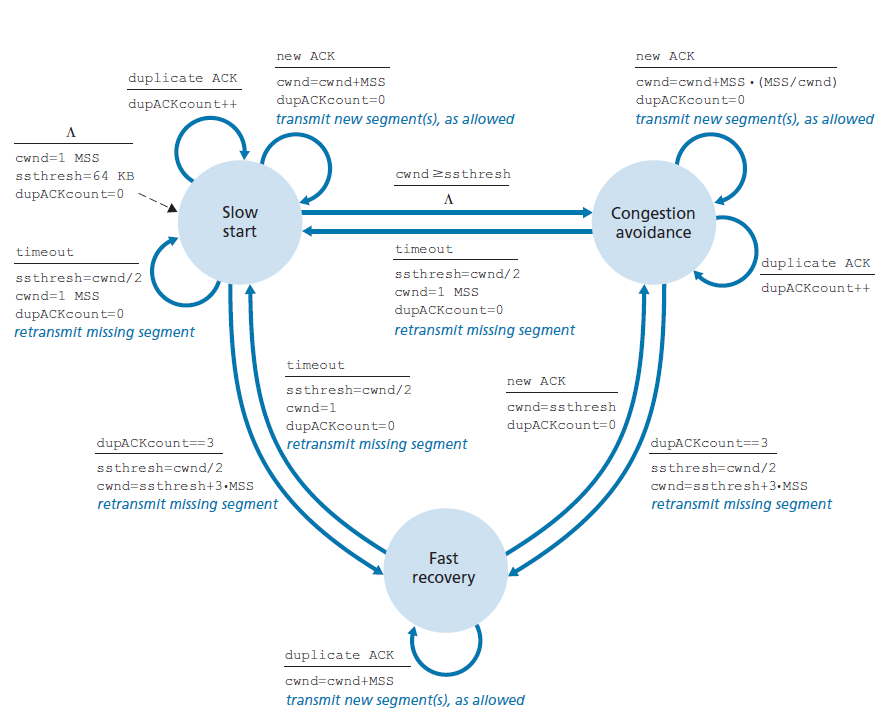 new ACK
cwnd=cwnd+MSS
dupACKcount=0
transmit new segment(s), as allowed
new ACK
cwnd=cwnd+MSS•(MSS/cwnd)
dupACKcount=0
transmit new segment(s), as allowed
duplicate ACK
dupACKcount++
Λ
cwnd=1 MSS
ssthresh=64 KB
dupACKcount=0
cwnd≥ssthresh
Λ
Slow
start
Congestion
avoidance
timeout
ssthresh=cwnd/2
cwnd=1 MSS
dupACKcount=0
retransmit missing segment
timeout
ssthresh=cwnd/2
cwnd=1 MSS
dupACKcount=0
retransmit missing segment
duplicate ACK
dupACKcount++
timeout
ssthresh=cwnd/2
cwnd=1
dupACKcount=0
retransmit missing segment
new ACK
cwnd=ssthresh
dupACKcount=0
dupACKcount==3
ssthresh=cwnd/2
cwnd=ssthresh+3•MSS
retransmit missing segment
dupACKcount==3
ssthresh=cwnd/2
cwnd=ssthresh+3•MSS
retransmit missing segment
Fast
recovery
duplicate ACK
cwnd=cwnd+MSS
transmit new segment(s), as allowed